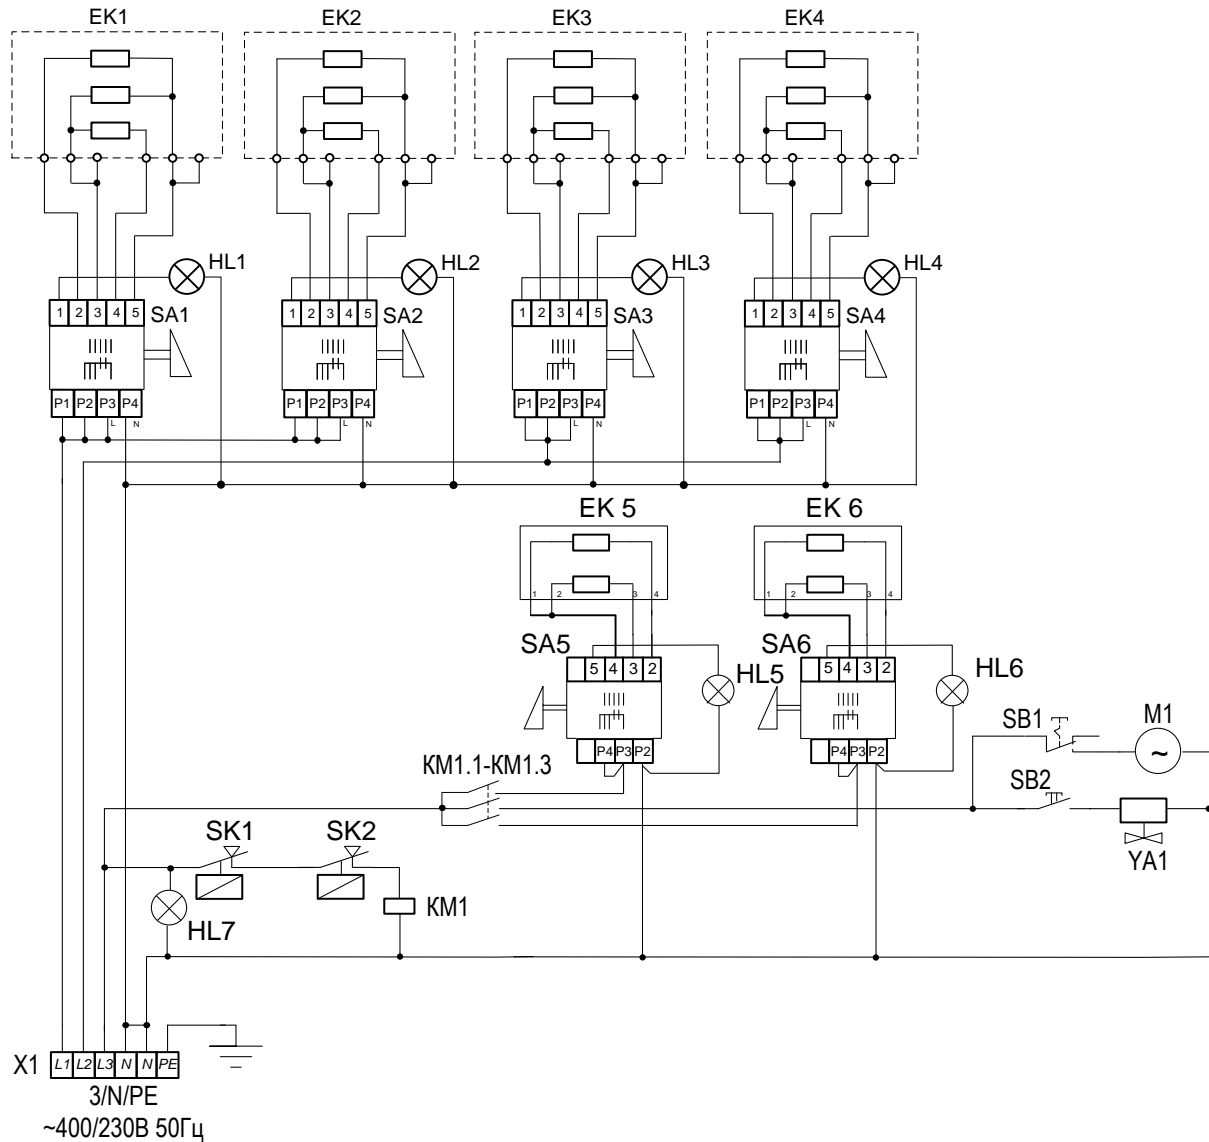 EK1 EK2 EK3 EK4
HL1 HL2 HL3 HL4
1 2 3 4 5 SA1 1 2 3 4 5 SA2 1 2 3 4 5 SA3 1 2 3 4 5 SA4
P1 P2 P3 P4 P1 P2 P3 P4 P1 P2 P3 P4 P1 P2 P3 P4
L N L N L N L N
EK 5 EK 6
1 2 3 4 1 2 3 4
SA5 SA6
5 4 3 2 5 4 3 2
HL5 HL6
SB1 M1
~
P4 P3 P2 P4 P3 P2
КМ1.1-КМ1.3
SB2
YA1
SK1 SK2
КМ1
HL7
X1 L1 L2 L3 N N PE
3/N/PE
~400/230В 50Гц